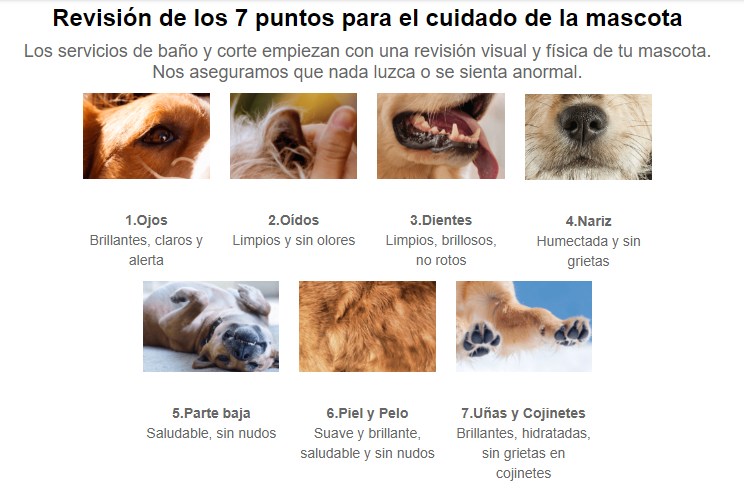 Revisión de los 7 puntos para el cuidado de la mascota
Los servicios de baño y corte empiezan con una revisión visual y física de tu mascota.
Nos aseguramos que nada luzca o se sienta anormal.
1.Ojos
Brillantes, claros y
alerta
2.Oidos
Limpios y sin olores
3.Dientes
Limpios, brillosos,
no rotos
4.Nariz
Humectada y sin
grietas
5.Parte baja
Saludable, sin nudos
6.Piel y Pelo
Suave y brillante,
saludable y sin nudos
7.Uñas y Cojinetes
Brillantes, hidratadas,
sin grietas en
cojinetes